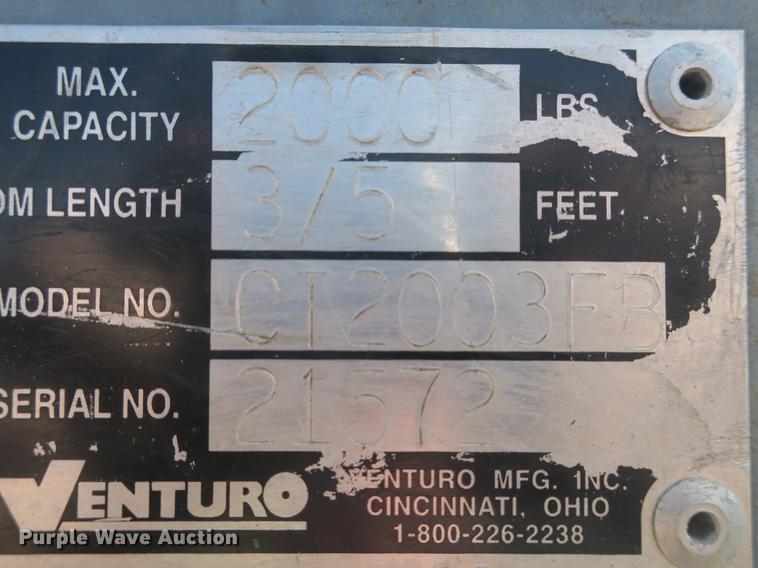 MAX. CAPACITY 2000 LBS
OM LENGTH 3/5 FEET
MODEL NO. CT2003FB
SERIAL NO. 21572
VENTURO
VENTURO MFG. INC.
CINCINNATI, OHIO
1-800-226-2238
Purple Wave Auction